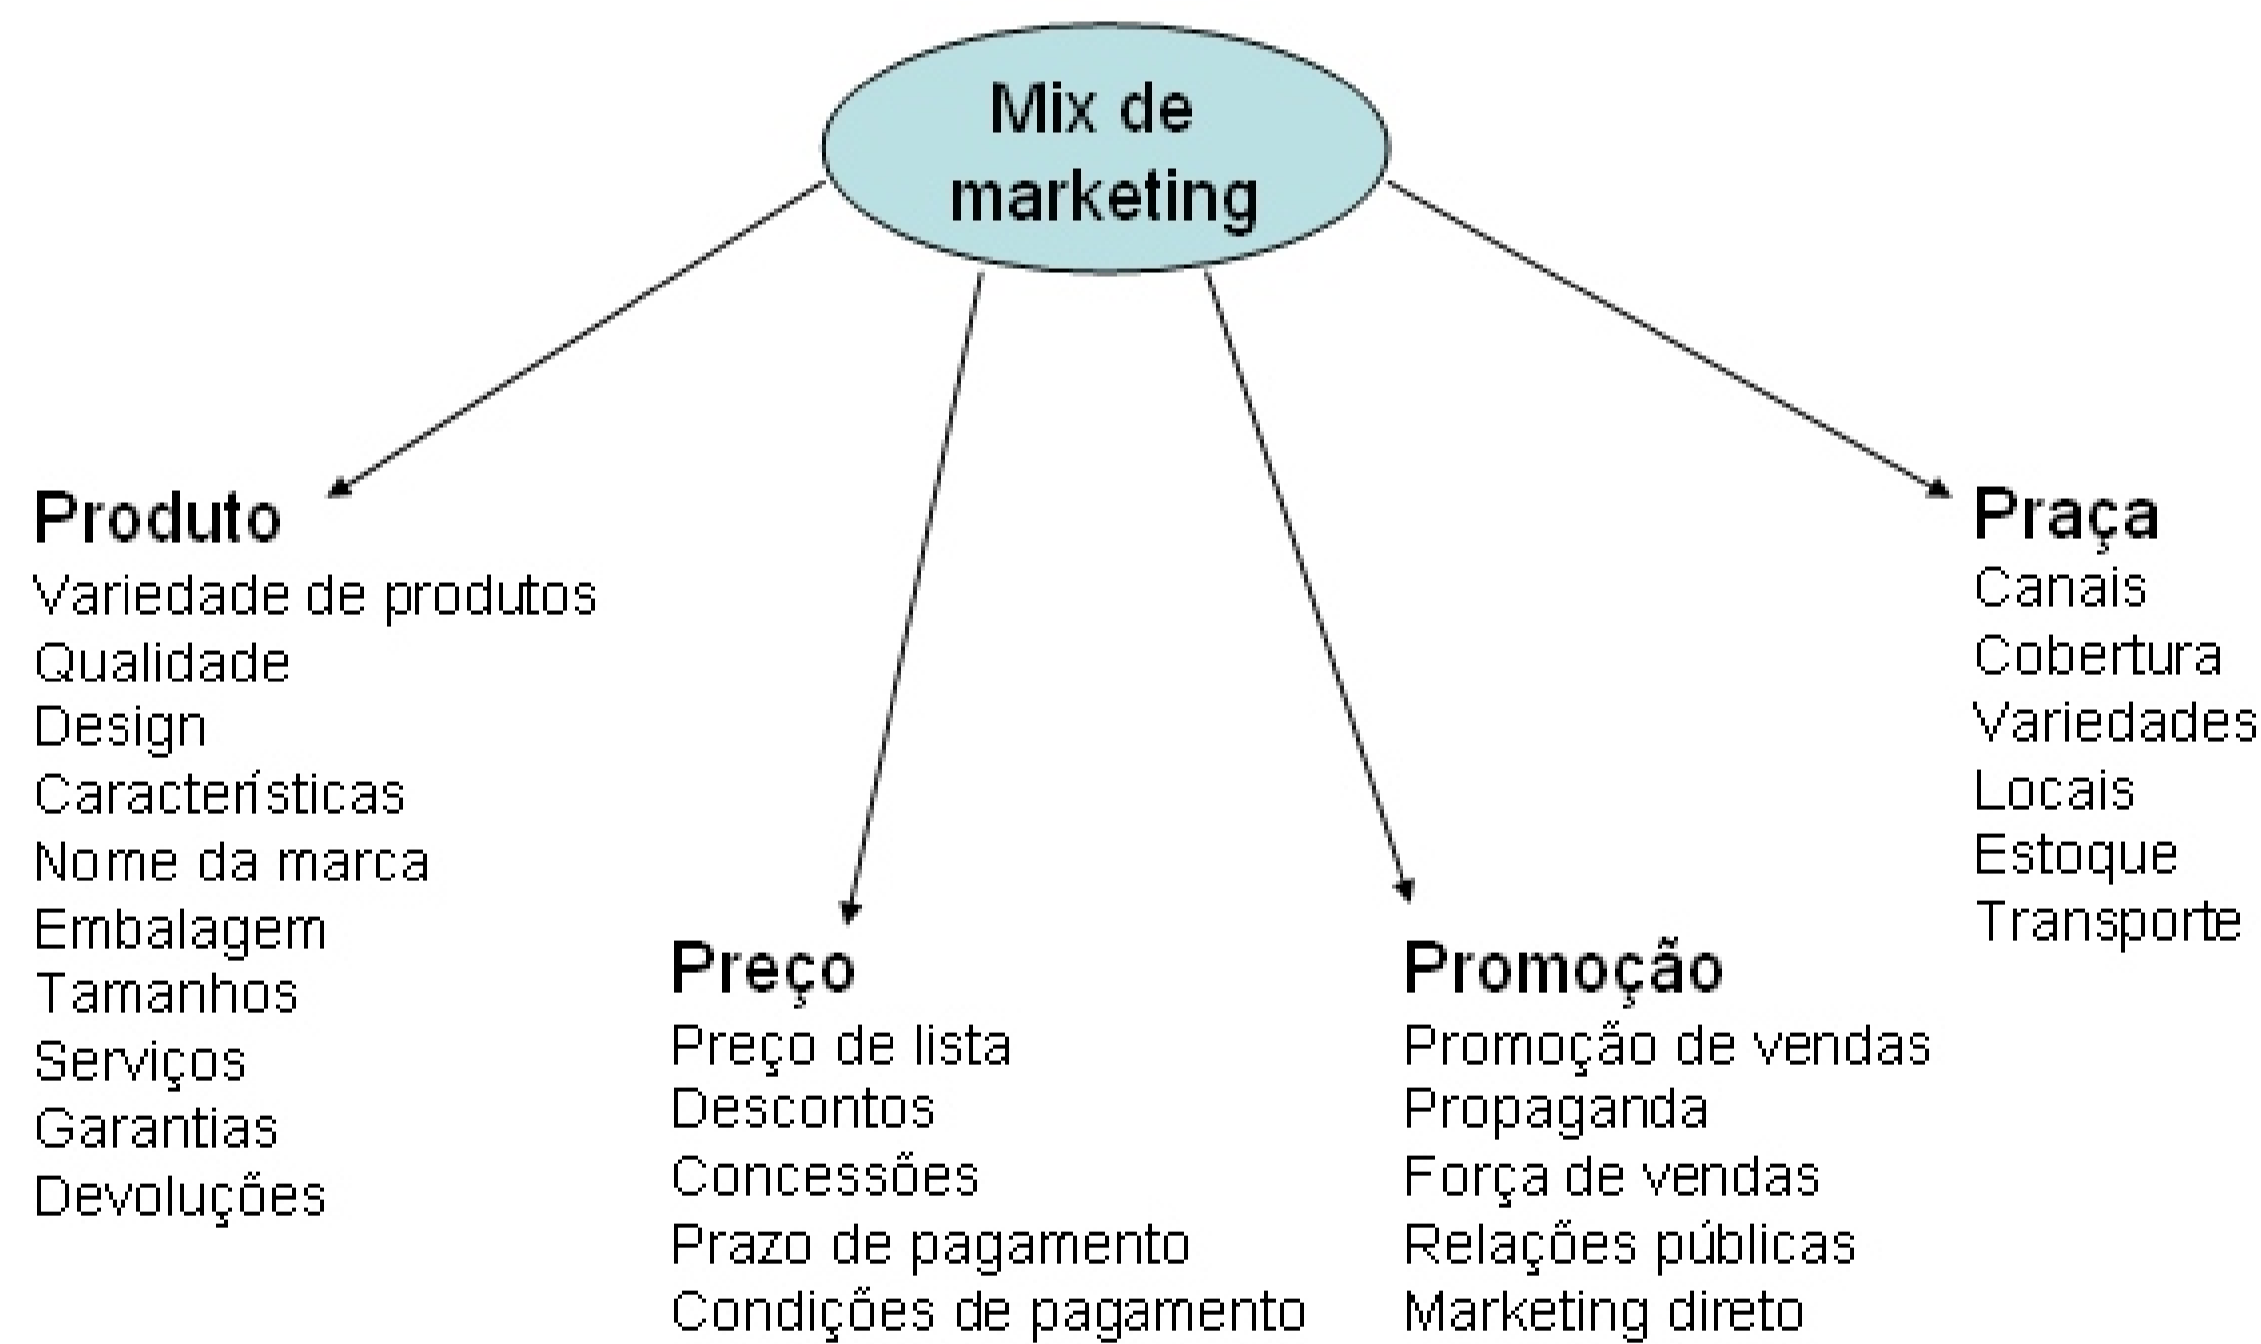 Mix de
marketing
Produto
Variedade de produtos
Qualidade
Design
Características
Nome da marca
Embalagem
Tamanhos
Serviços
Garantias
Devoluções
Preço
Preço de lista
Descontos
Concessões
Prazo de pagamento
Condições de pagamento
Promoção
Promoção de vendas
Propaganda
Força de vendas
Relações públicas
Marketing direto
Praça
Canais
Cobertura
Variedades
Locais
Estoque
Transporte